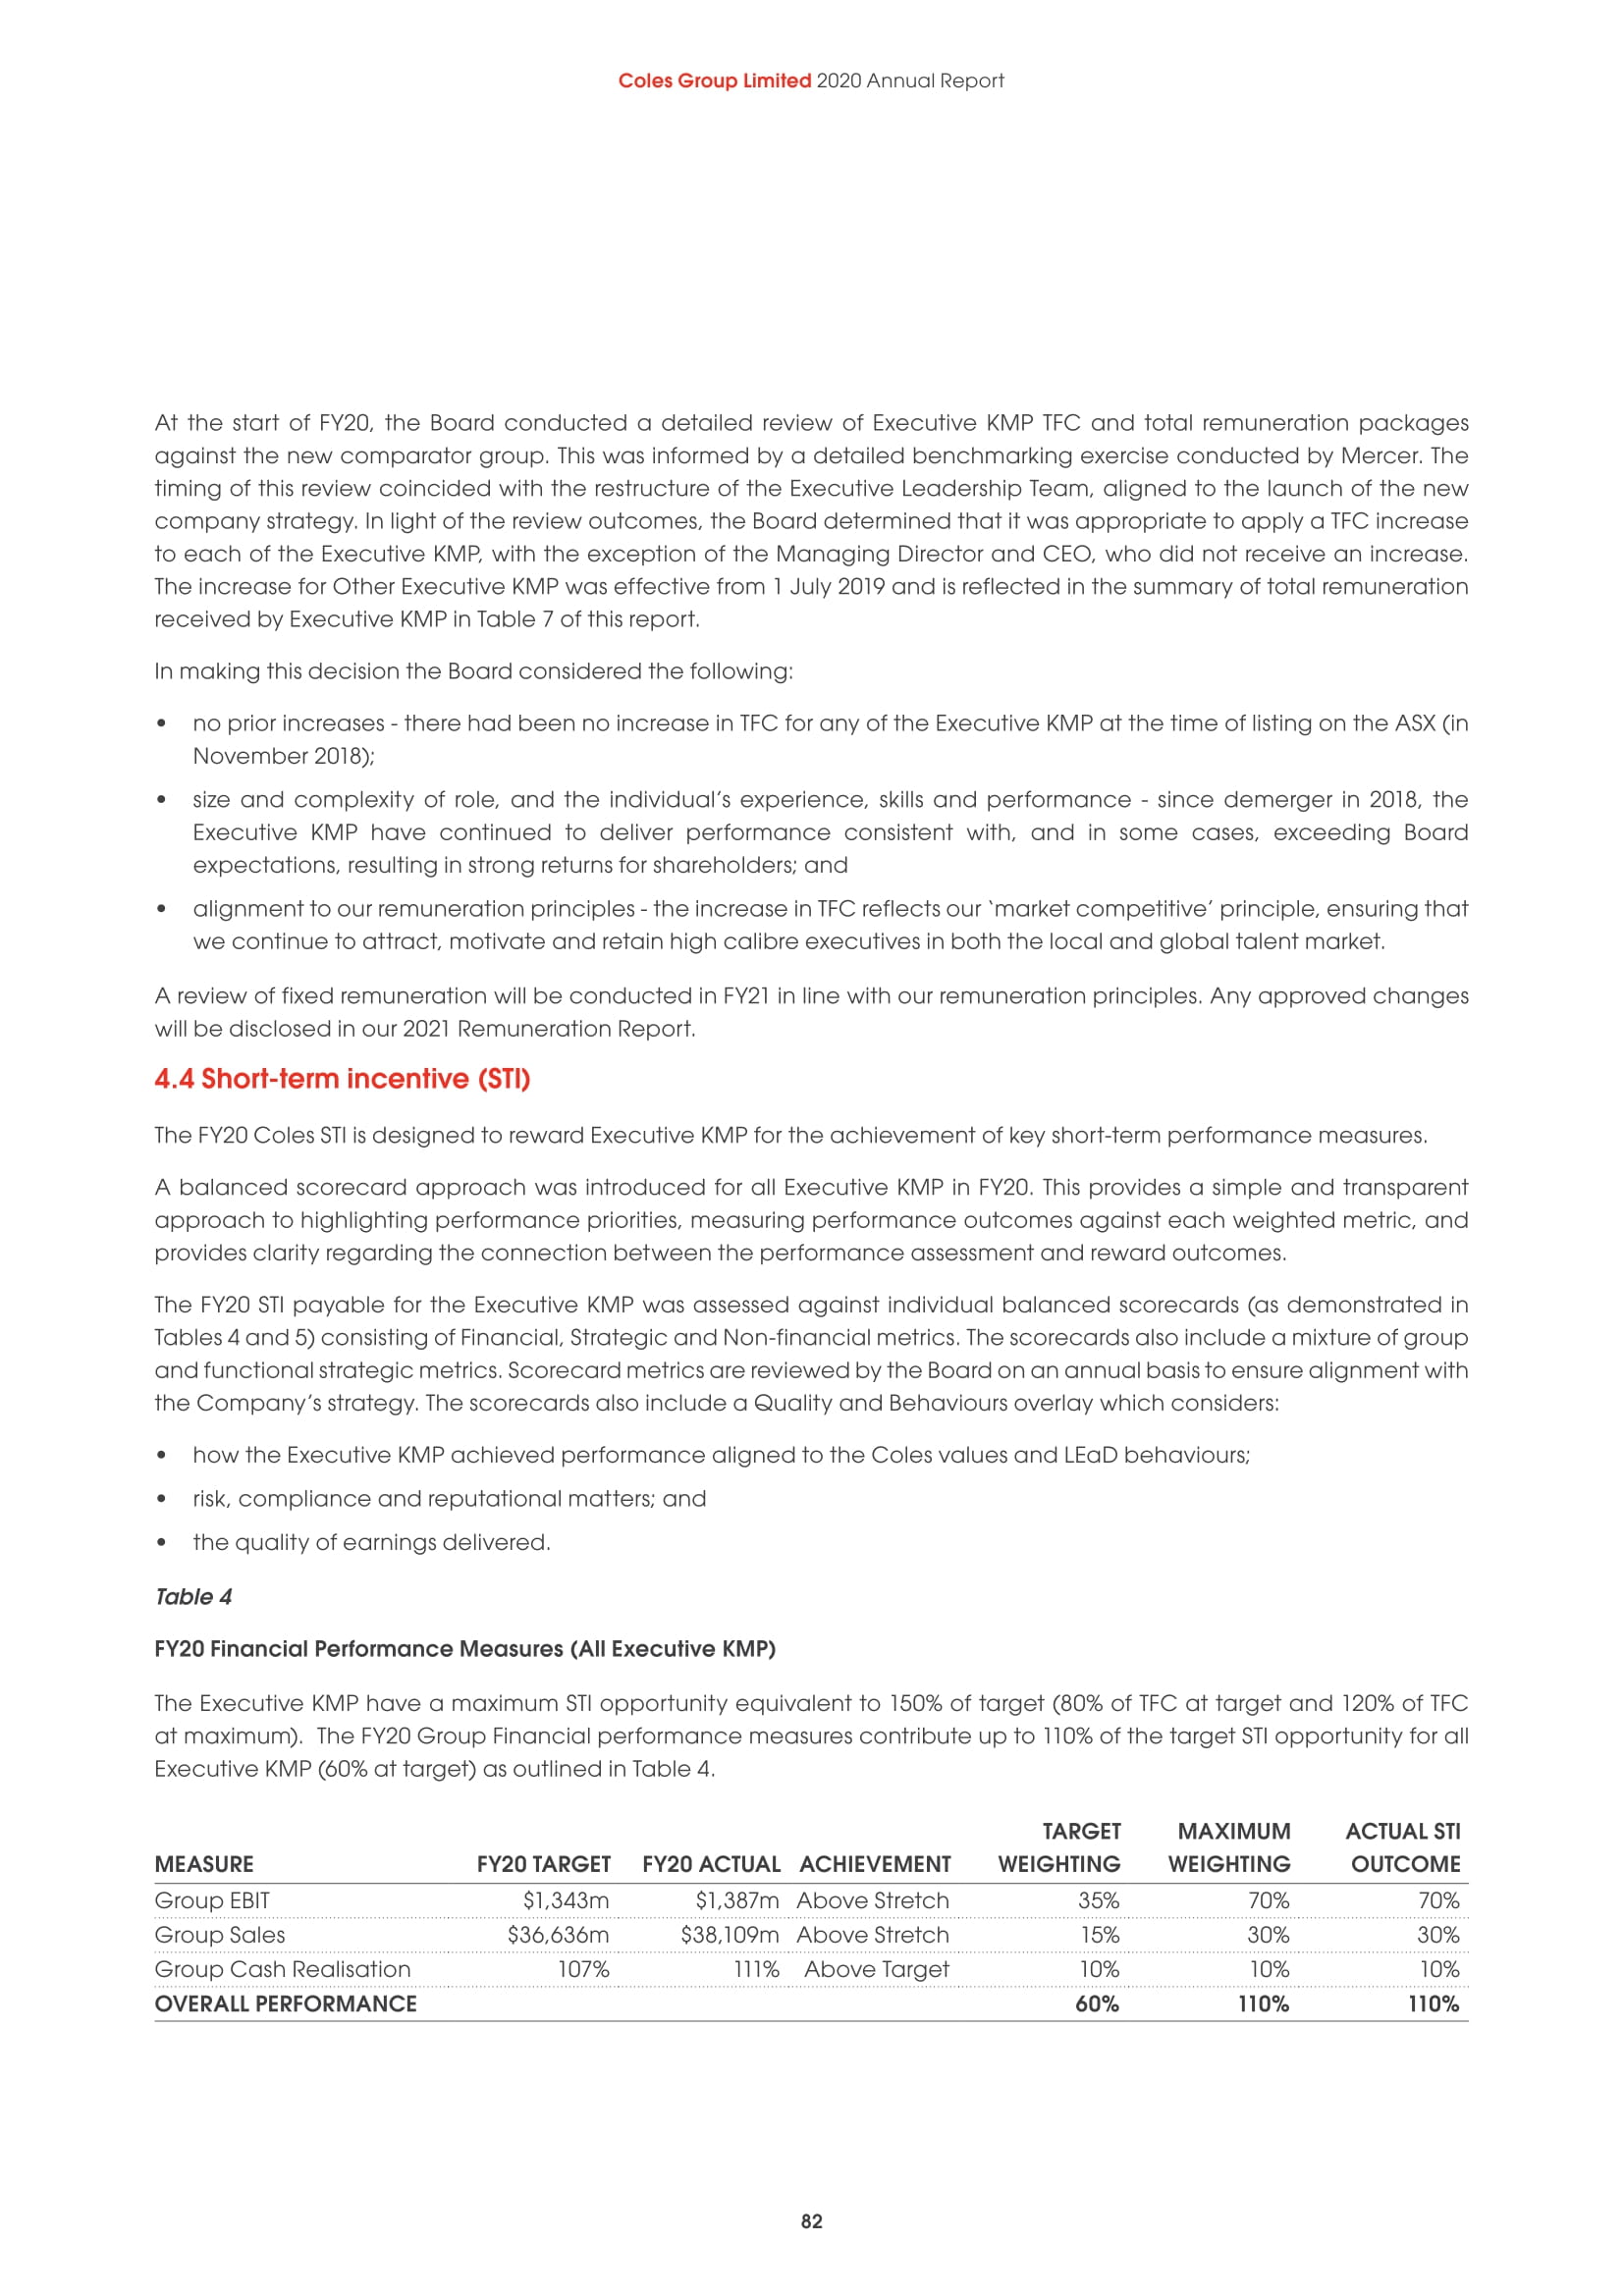 Coles Group Limited 2020 Annual Report
At the start of FY20, the Board conducted a detailed review of Executive KMP TFC and total remuneration packages
against the new comparator group. This was informed by a detailed benchmarking exercise conducted by Mercer. The
timing of this review coincided with the restructure of the Executive Leadership Team, aligned to the launch of the new
company strategy. In light of the review outcomes, the Board determined that it was appropriate to apply a TFC increase
to each of the Executive KMP, with the exception of the Managing Director and CEO, who did not receive an increase.
The increase for Other Executive KMP was effective from 1 July 2019 and is reflected in the summary of total remuneration
received by Executive KMP in Table 7 of this report.
In making this decision the Board considered the following:
• no prior increases - there had been no increase in TFC for any of the Executive KMP at the time of listing on the ASX (in
November 2018);
• size and complexity of role, and the individual's experience, skills and performance - since demerger in 2018, the
Executive KMP have continued to deliver performance consistent with, and in some cases, exceeding Board
expectations, resulting in strong returns for shareholders; and
• alignment to our remuneration principles - the increase in TFC reflects our 'market competitive' principle, ensuring that
we continue to attract, motivate and retain high calibre executives in both the local and global talent market.
A review of fixed remuneration will be conducted in FY21 in line with our remuneration principles. Any approved changes
will be disclosed in our 2021 Remuneration Report.
4.4 Short-term incentive (STI)
The FY20 Coles STI is designed to reward Executive KMP for the achievement of key short-term performance measures.
A balanced scorecard approach was introduced for all Executive KMP in FY20. This provides a simple and transparent
approach to highlighting performance priorities, measuring performance outcomes against each weighted metric, and
provides clarity regarding the connection between the performance assessment and reward outcomes.
The FY20 STI payable for the Executive KMP was assessed against individual balanced scorecards (as demonstrated in
Tables 4 and 5) consisting of Financial, Strategic and Non-financial metrics. The scorecards also include a mixture of group
and functional strategic metrics. Scorecard metrics are reviewed by the Board on an annual basis to ensure alignment with
the Company's strategy. The scorecards also include a Quality and Behaviours overlay which considers:
• how the Executive KMP achieved performance aligned to the Coles values and LEaD behaviours;
• risk, compliance and reputational matters; and
• the quality of earnings delivered.
Table 4
FY20 Financial Performance Measures (All Executive KMP)
The Executive KMP have a maximum STI opportunity equivalent to 150% of target (80% of TFC at target and 120% of TFC
at maximum). The FY20 Group Financial performance measures contribute up to 110% of the target STI opportunity for all
Executive KMP (60% at target) as outlined in Table 4.
MEASURE FY20 TARGET FY20 ACTUAL ACHIEVEMENT TARGET WEIGHTING MAXIMUM WEIGHTING ACTUAL STI OUTCOME
Group EBIT $1,343m $1,387m Above Stretch 35% 70% 70%
Group Sales $36,636m $38,109m Above Stretch 15% 30% 30%
Group Cash Realisation 107% 111% Above Target 10% 10% 10%
OVERALL PERFORMANCE 60% 110% 110%
82